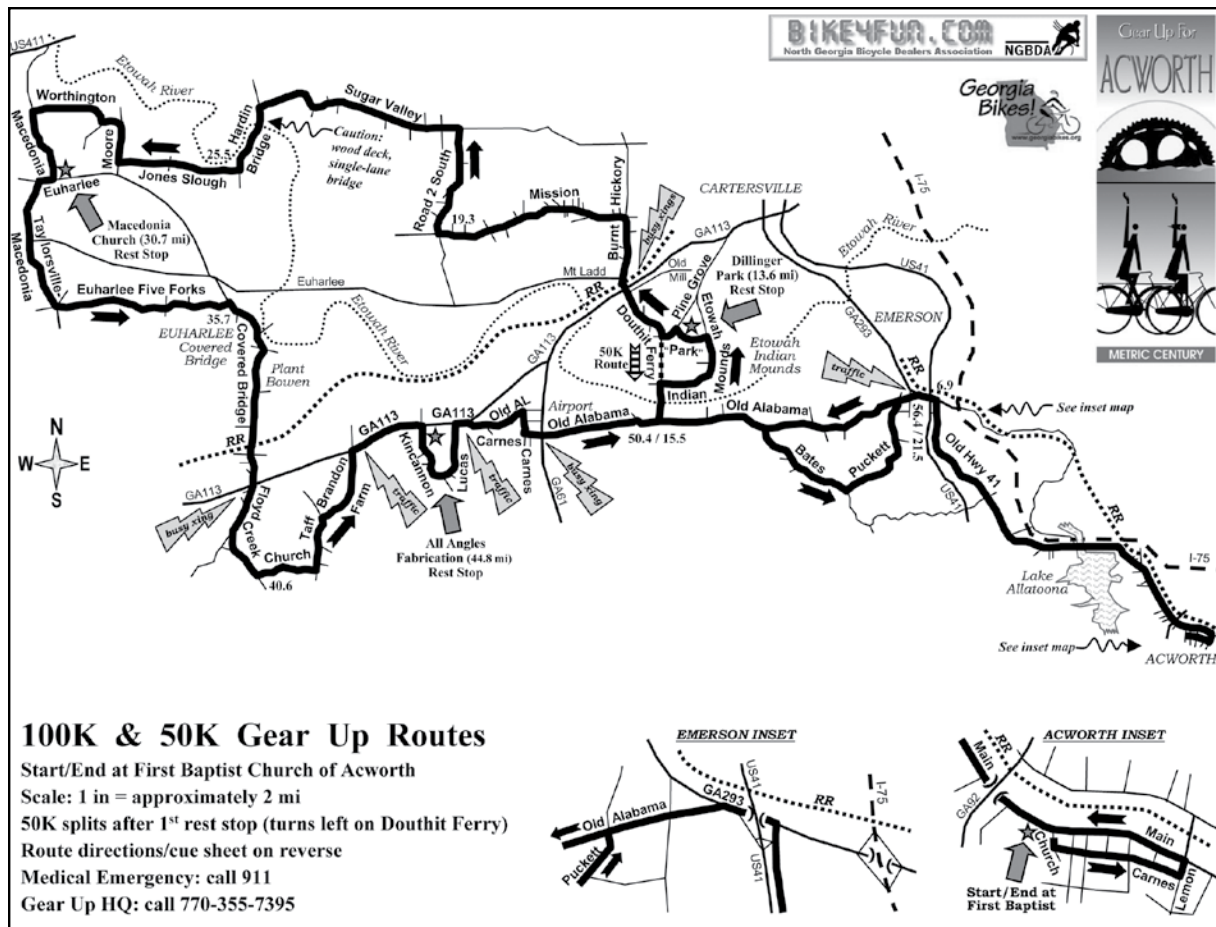 BIKE4FUN.COM
North Georgia Bicycle Dealers Association
NGBDA
Gear Up For
ACWORTH
METRIC CENTURY
Georgia
Bikes!
www.georgiabikes.org
US411
Etowah River
Worthington
Macedonia
Moore
Euharlee
Jones Slough
25.5
Hardin
Bridge
Sugar Valley
Caution:
wood deck,
single-lane
bridge
Road 2 South
19.3
Mission
Burnt Hickory
busy xings
CARTERSVILLE
I-75
Etowah River
US41
GA113
Old
Mill
Mt Ladd
RR
Pine Grove
Dillinger
Park (13.6 mi)
Rest Stop
Etowah
Mounds
Indian
"Park"
Douthit Ferry
50K
Route
Etowah
Indian
Mounds
GA293
EMERSON
RR
6.9
traffic
See inset map
Macedonia
Church (30.7 mi)
Rest Stop
Taylorsville
Macedonia
Euharlee Five Forks
Euharlee
35.7
EUHARLEE
Covered
Bridge
Covered Bridge
Plant
Bowen
Etowah
River
RR
GA113
GA113
GA113
Old AL
Airport
Old Alabama
50.4 / 15.5
Old Alabama
56.4 /
21.5
Old Hwy 41
Bates
Puckett
US41
RR
I-75
Lake
Allatoona
See inset map
ACWORTH
N
W E
S
GA113
busy xing
Floyd
Creek
Church
40.6
Taff
Brandon
Farm
traffic
Kincannon
Lucas
traffic
Carnes
Carnes
GA61
busy xing
All Angles
Fabrication (44.8 mi)
Rest Stop
100K & 50K Gear Up Routes
Start/End at First Baptist Church of Acworth
Scale: 1 in = approximately 2 mi
50K splits after 1st rest stop (turns left on Douthit Ferry)
Route directions/cue sheet on reverse
Medical Emergency: call 911
Gear Up HQ: call 770-355-7395
EMERSON INSET
US41
GA293
RR
I-75
Old Alabama
Puckett
US41
ACWORTH INSET
Main
RR
GA92
Church
Main
Carnes
Lemon
Start/End at
First Baptist